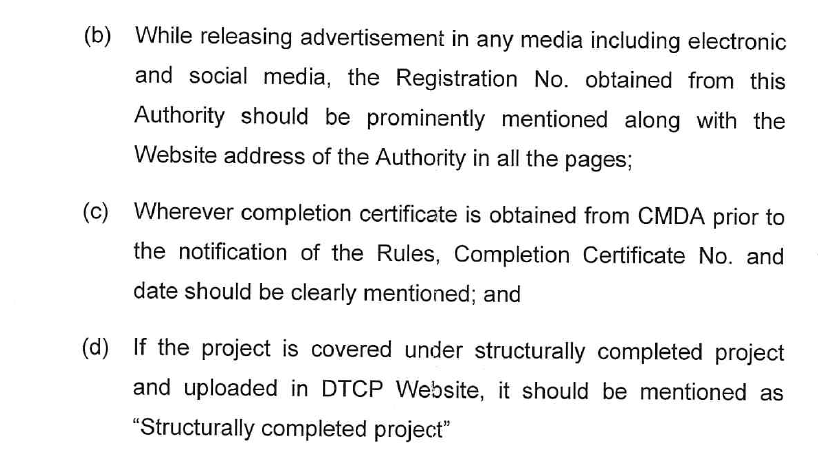 (b) While releasing advertisement in any media including electronic
and social media, the Registration No. obtained from this
Authority should be prominently mentioned along with the
Website address of the Authority in all the pages;
(c) Wherever completion certificate is obtained from CMDA prior to
the notification of the Rules, Completion Certificate No. and
date should be clearly mentioned; and
(d) If the project is covered under structurally completed project
and uploaded in DTCP Website, it should be mentioned as
“Structurally completed project”